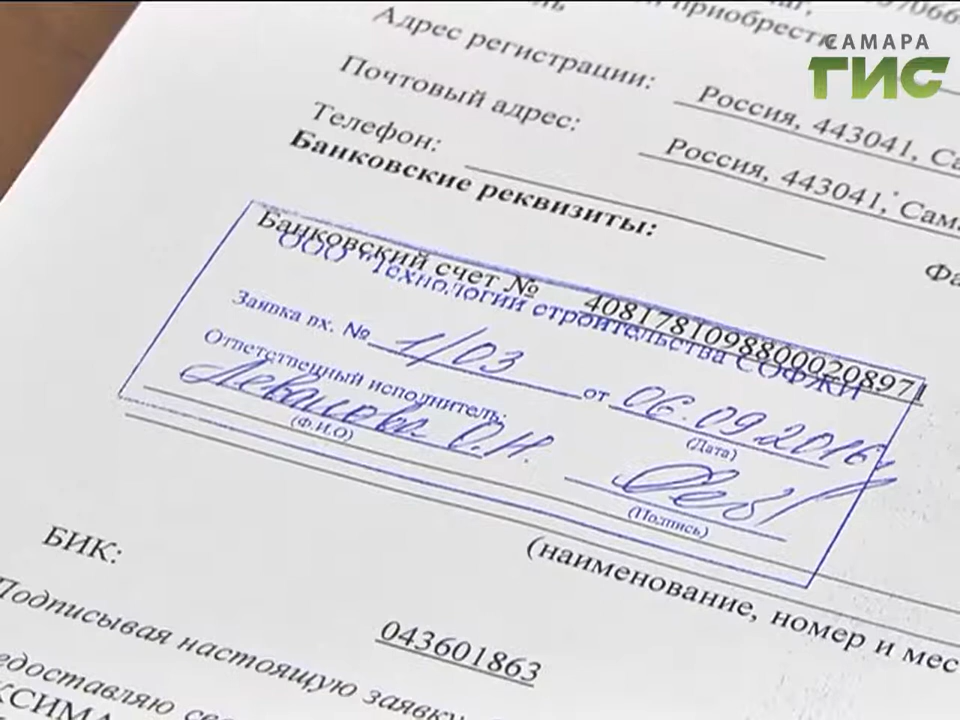 приобрести
САМАРА
ГИС
Адрес регистрации:
Россия, 443041, Са
Почтовый адрес:
Россия, 443041, Сам
Телефон:
Банковские реквизиты:
Банковский счет № 40817810988000208971
ООО "Технологии строительства СОФЖИ
Заявка вх. № 1/03 от 06.09.2016г.
(Дата)
Ответственный исполнитель:
Левашова О.Н.
(Ф.И.О)
(Подпись)
(наименование, номер и мес
БИК:
043601863
Подписывая настоящую заявку